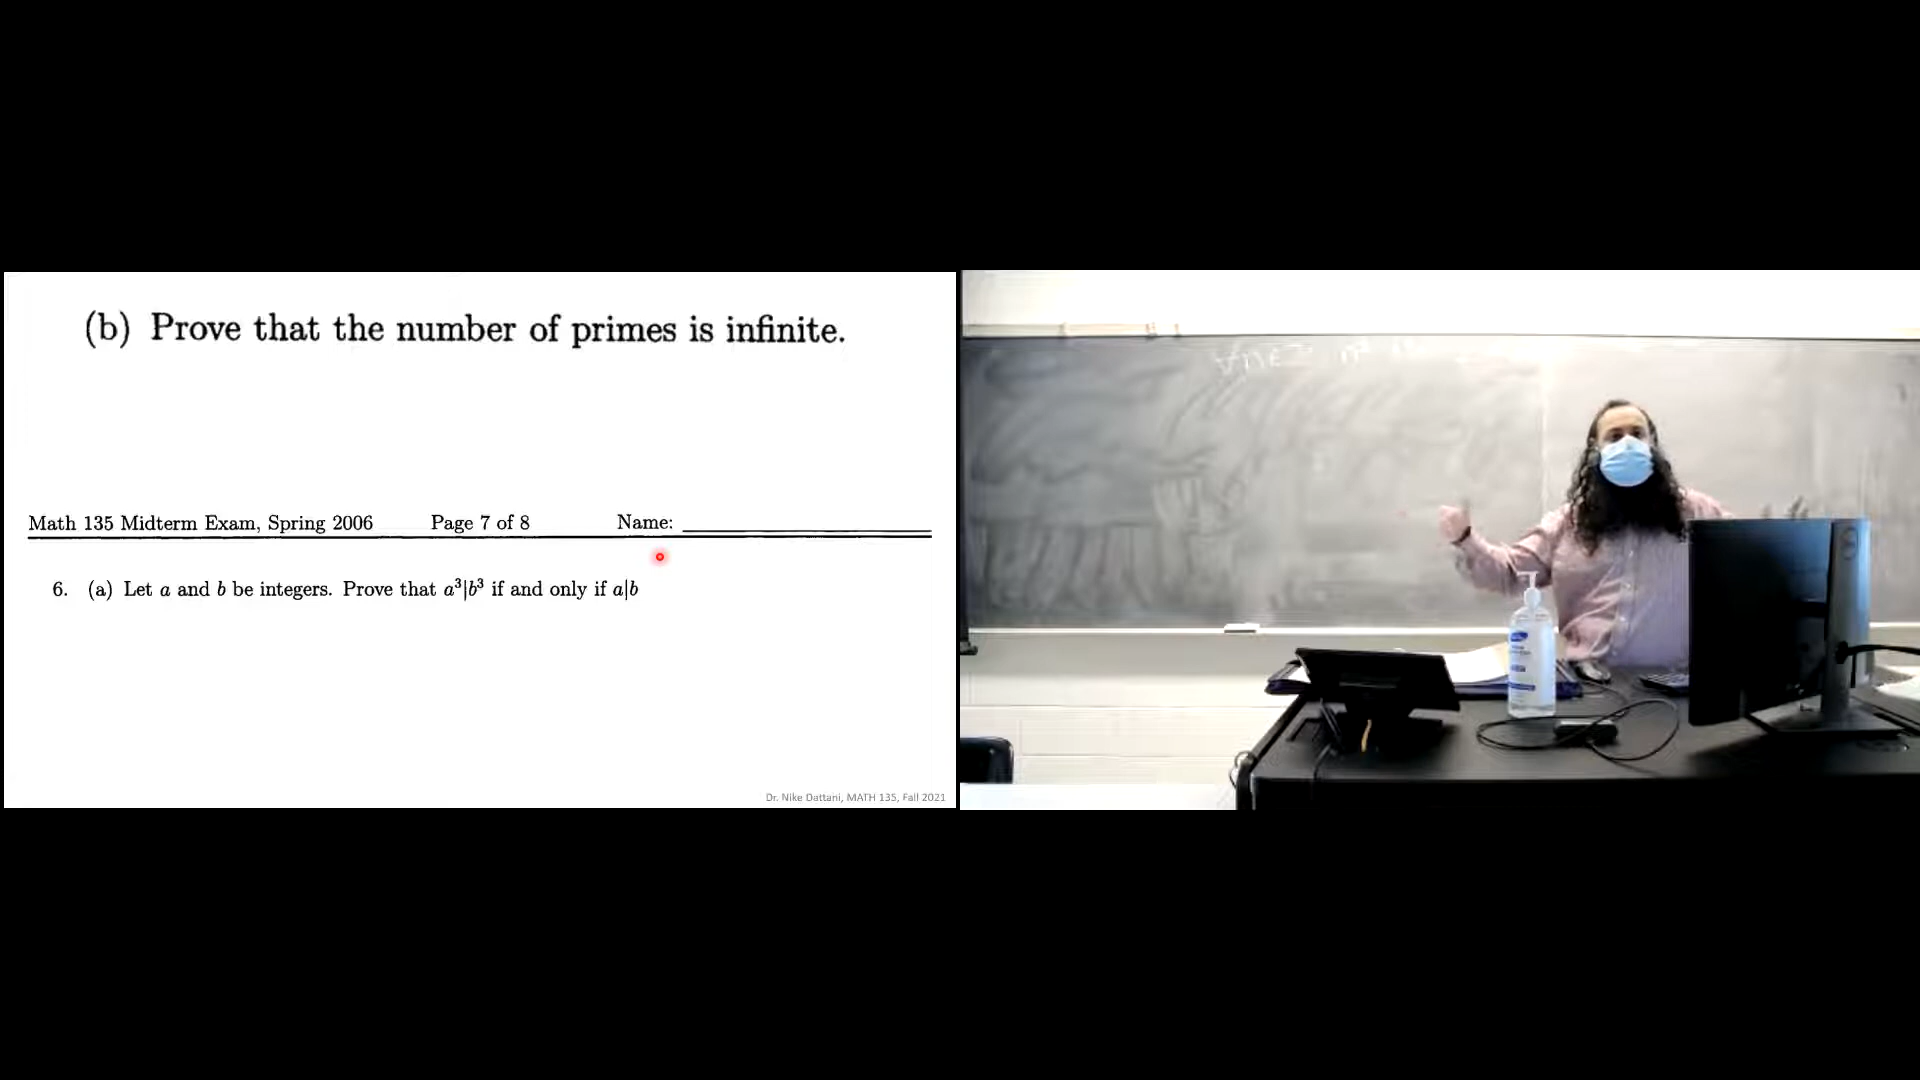 (b) Prove that the number of primes is infinite.
Math 135 Midterm Exam, Spring 2006 Page 7 of 8 Name:
6. (a) Let a and b be integers. Prove that a³|b³ if and only if a|b
Dr. Nike Dattani, MATH 135, Fall 2021